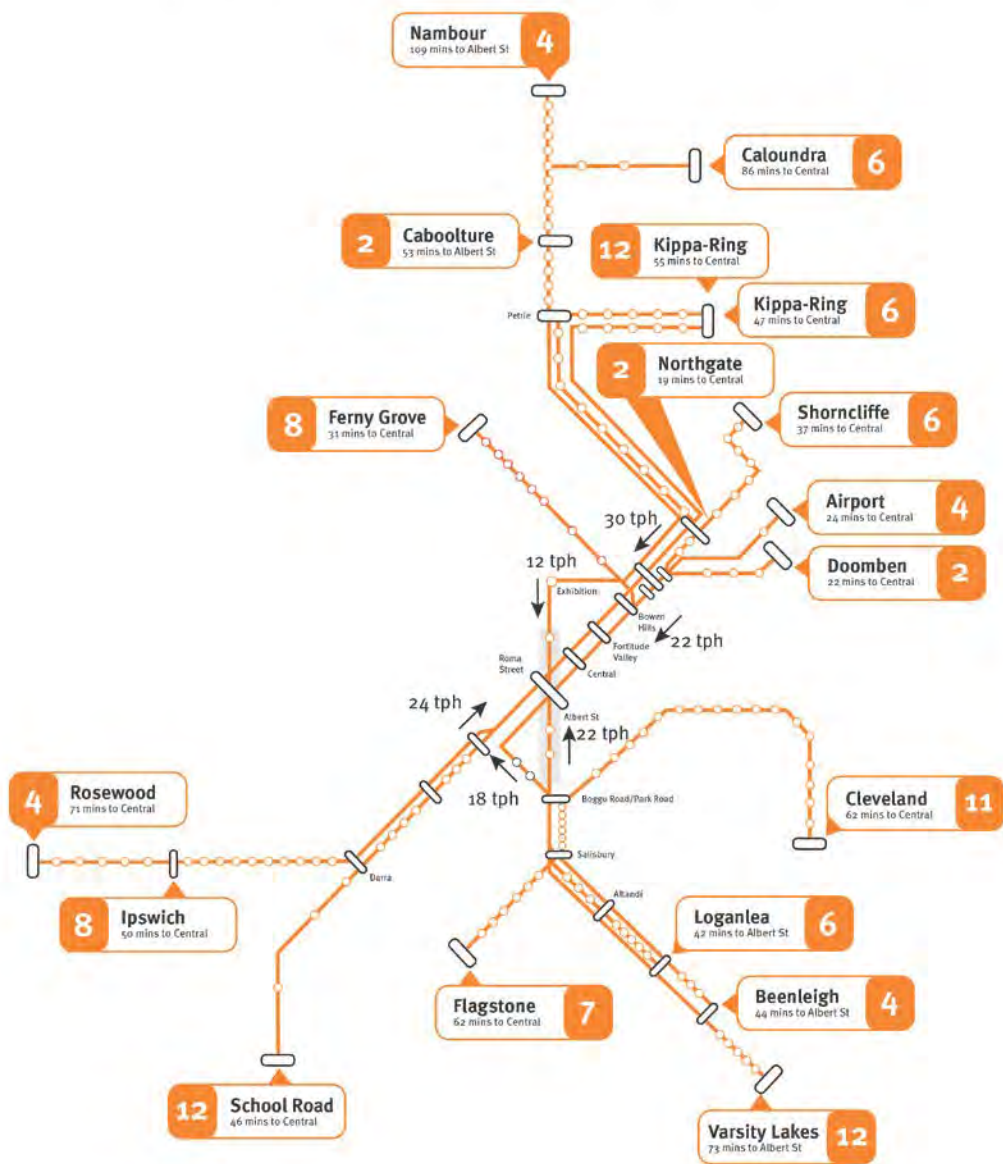 Nambour
109 mins to Albert St
4
Caloundra
86 mins to Central
6
2
Caboolture
53 mins to Albert St
12
Kippa-Ring
55 mins to Central
Kippa-Ring
47 mins to Central
6
Petrie
2
Northgate
19 mins to Central
8
Ferny Grove
31 mins to Central
Shorncliffe
37 mins to Central
6
Airport
24 mins to Central
4
30 tph
12 tph
Doomben
22 mins to Central
2
Exhibition
Bowen
Hills
22 tph
Fortitude
Valley
Roma
Street
Central
24 tph
Albert St
22 tph
18 tph
4
Rosewood
71 mins to Central
Boggo Road/Park Road
Cleveland
62 mins to Central
11
Salisbury
Darra
8
Ipswich
50 mins to Central
Altandi
Loganlea
42 mins to Albert St
6
Flagstone
62 mins to Central
7
Beenleigh
44 mins to Albert St
4
12
School Road
46 mins to Central
Varsity Lakes
73 mins to Albert St
12